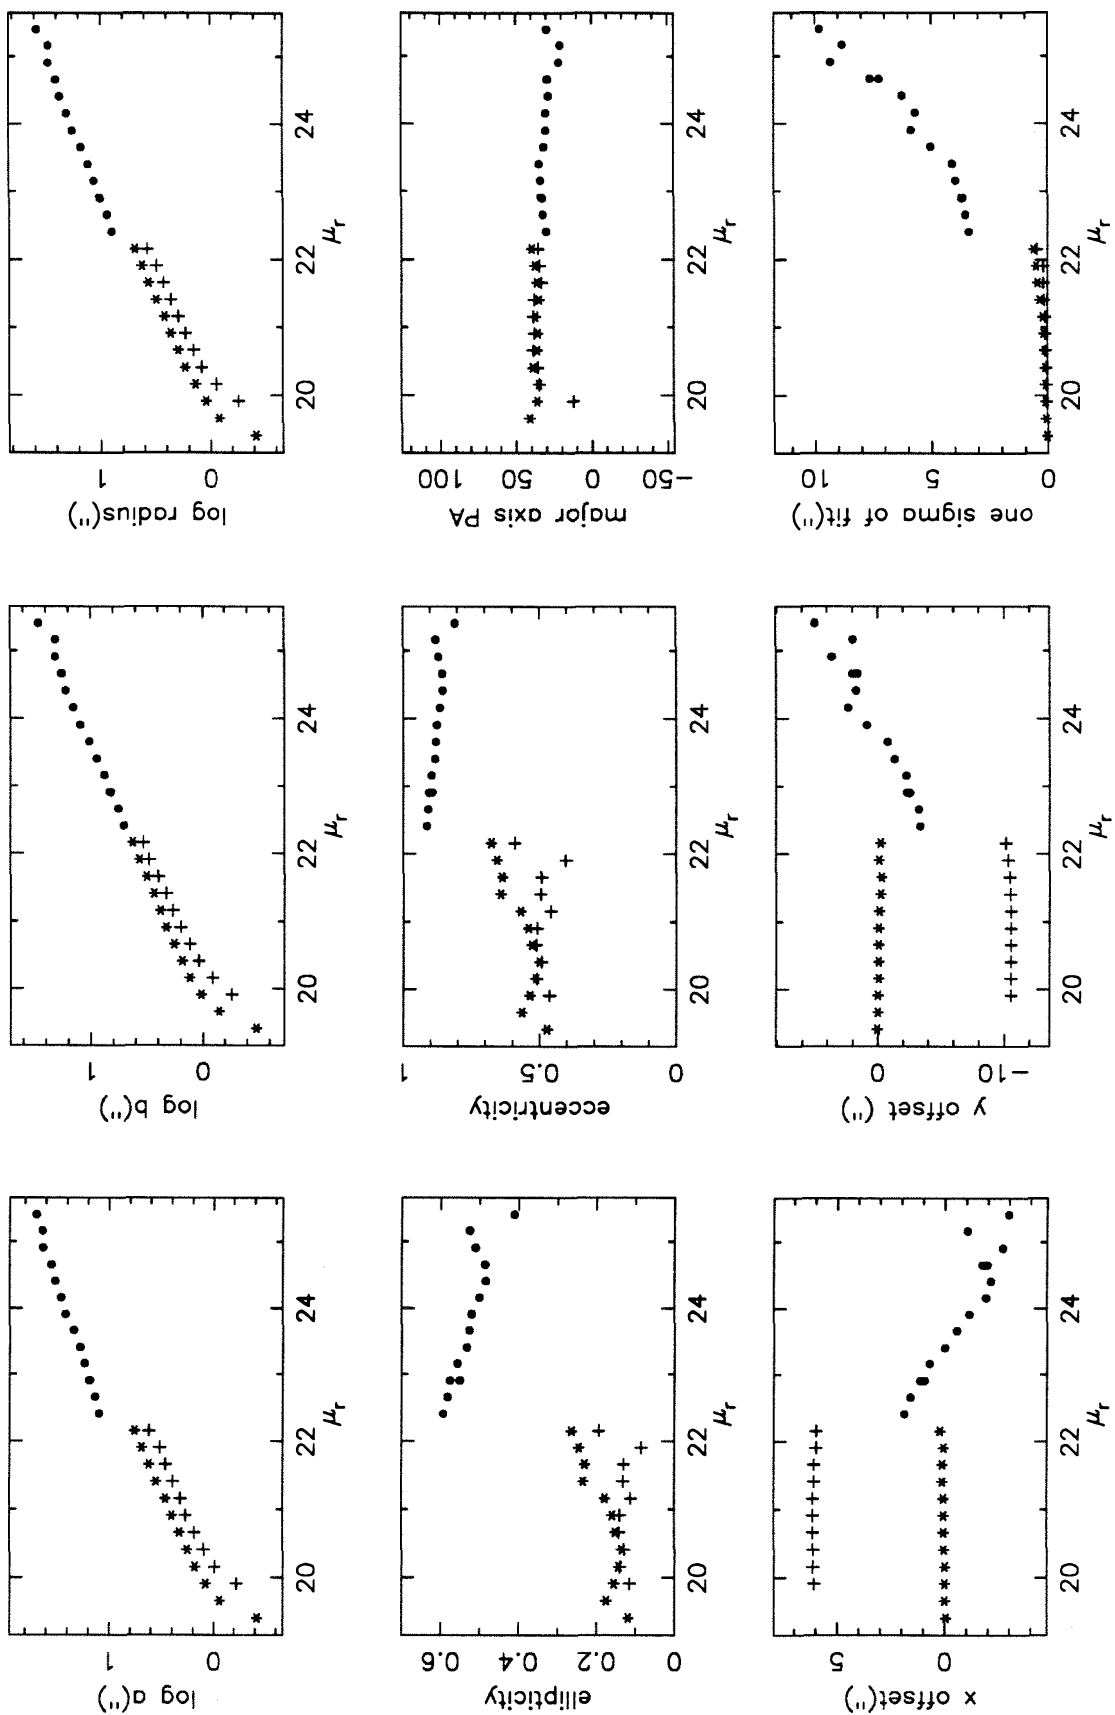 log a(")
1
0
20
22
24
μr
log b(")
1
0
20
22
24
μr
log radius(")
1
0
20
22
24
μr
ellipticity
0.6
0.4
0.2
0
20
22
24
μr
eccentricity
1
0.5
0
20
22
24
μr
major axis PA
100
50
0
−50
20
22
24
μr
x offset(")
5
0
20
22
24
μr
y offset (")
0
−10
20
22
24
μr
one sigma of fit(")
10
5
0
20
22
24
μr